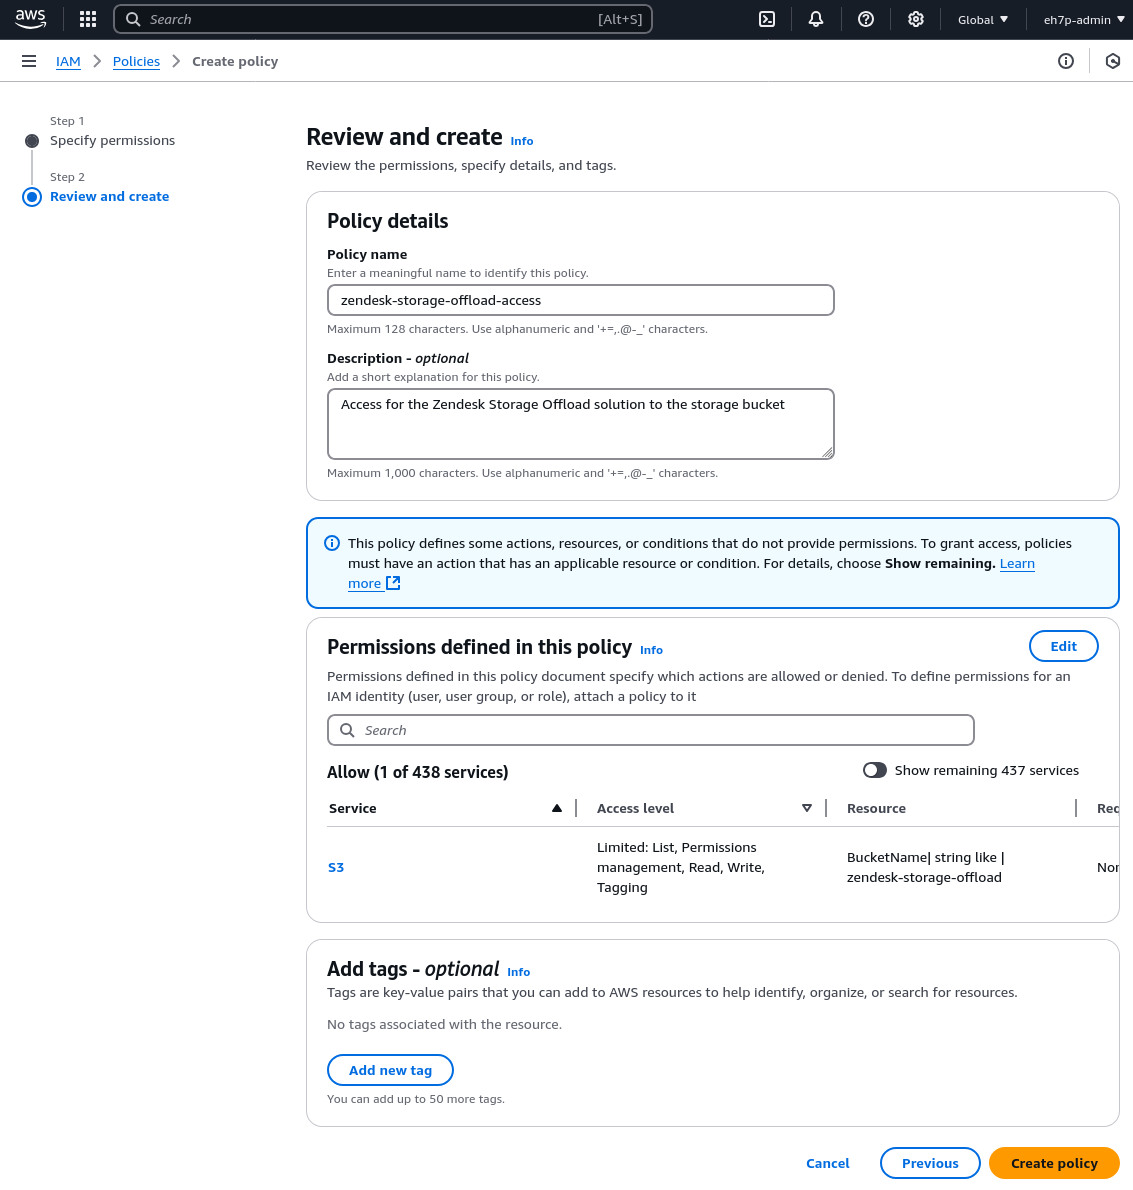 aws
Search [Alt+S]
Global
eh7p-admin
IAM
Policies
Create policy
Step 1
Specify permissions
Step 2
Review and create
Review and create Info
Review the permissions, specify details, and tags.
Policy details
Policy name
Enter a meaningful name to identify this policy.
zendesk-storage-offload-access
Maximum 128 characters. Use alphanumeric and '+=,.@-_' characters.
Description - optional
Add a short explanation for this policy.
Access for the Zendesk Storage Offload solution to the storage bucket
Maximum 1,000 characters. Use alphanumeric and '+=,.@-_' characters.
This policy defines some actions, resources, or conditions that do not provide permissions. To grant access, policies
must have an action that has an applicable resource or condition. For details, choose Show remaining. Learn
more
Permissions defined in this policy Info
Edit
Permissions defined in this policy document specify which actions are allowed or denied. To define permissions for an
IAM identity (user, user group, or role), attach a policy to it
Search
Allow (1 of 438 services)
Show remaining 437 services
Service Access level Resource
S3
Limited: List, Permissions
management, Read, Write,
Tagging
BucketName| string like |
zendesk-storage-offload
Add tags - optional Info
Tags are key-value pairs that you can add to AWS resources to help identify, organize, or search for resources.
No tags associated with the resource.
Add new tag
You can add up to 50 more tags.
Cancel Previous Create policy